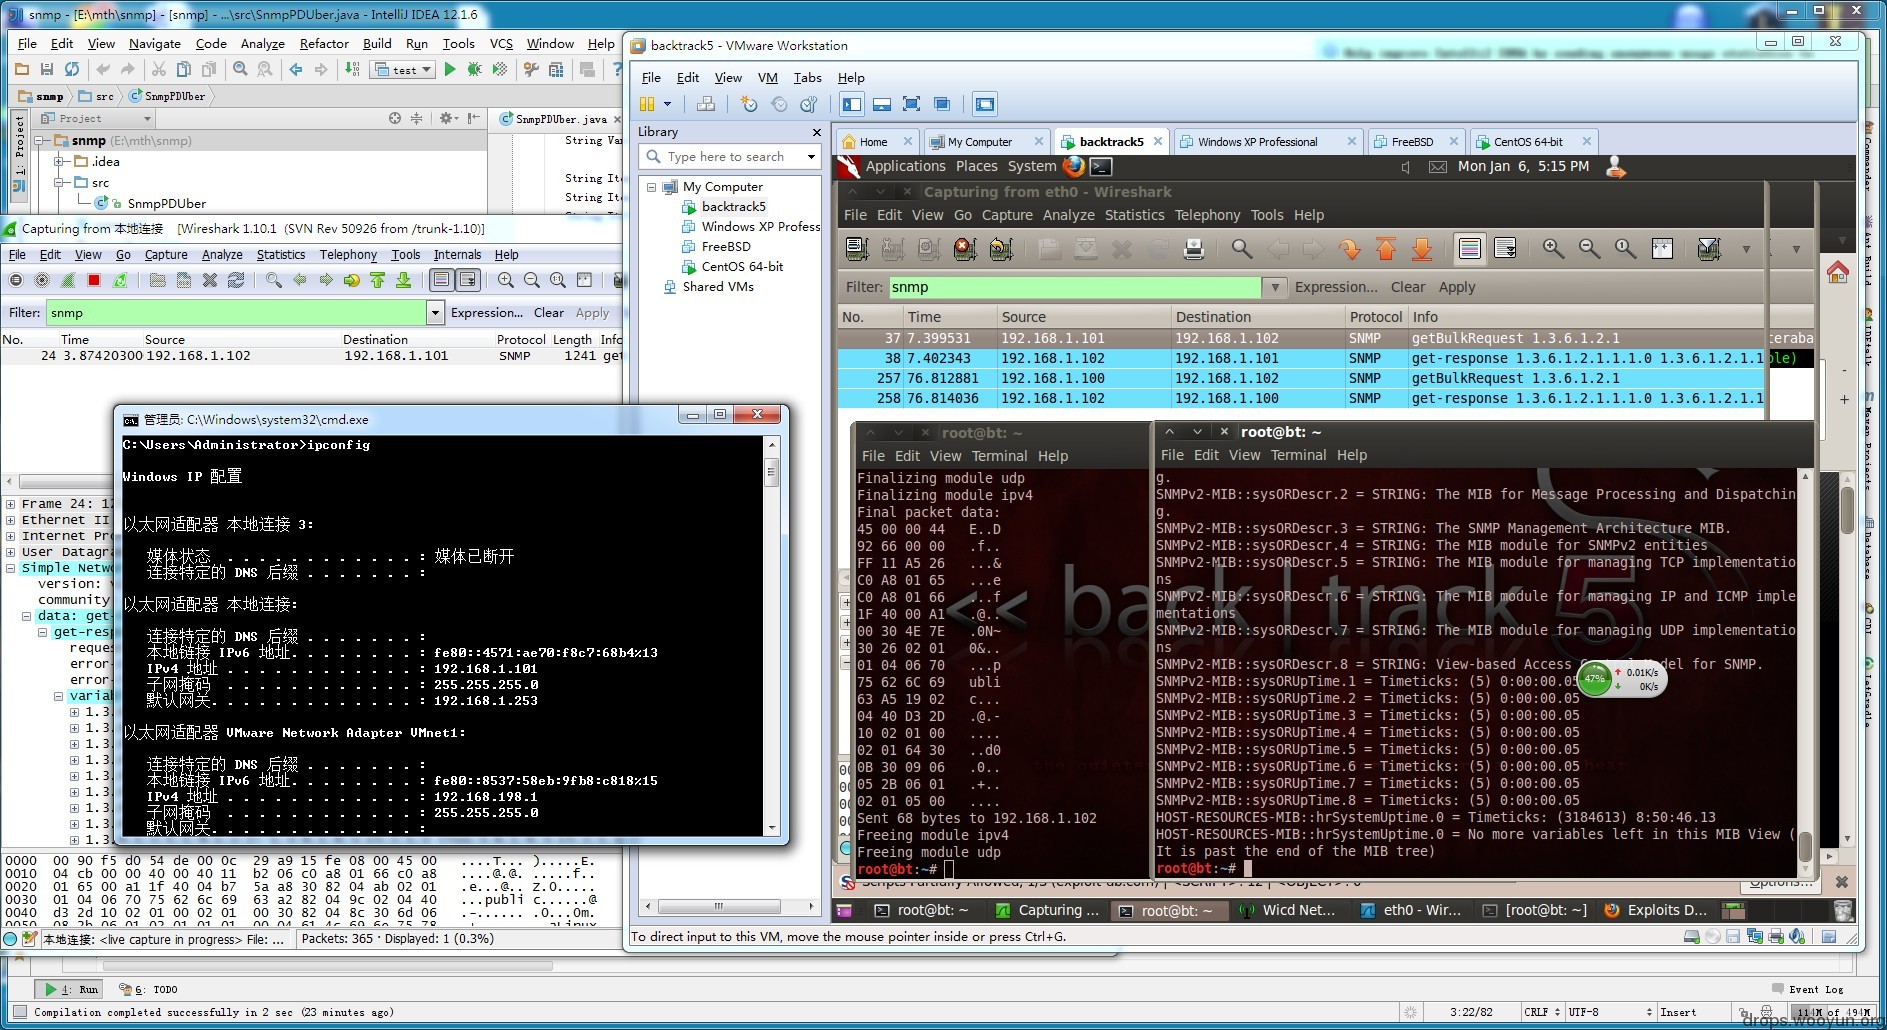 snmp - [E:\mth\snmp] - [snmp] - ...\src\SnmpPDUber.java - IntelliJ IDEA 12.1.6
File Edit View Navigate Code Analyze Refactor Build Run Tools VCS Window Help
test
snmp src SnmpPDUber
Project
SnmpPDUber.java
1: Project
snmp (E:\mth\snmp)
.idea
src
SnmpPDUber
String Var
String Ite
String Ite
Capturing from 本地连接 [Wireshark 1.10.1 (SVN Rev 50926 from /trunk-1.10)]
File Edit View Go Capture Analyze Statistics Telephony Tools Internals Help
Filter: snmp Expression... Clear Apply
No. Time Source Destination Protocol Length Info
24 3.87420300 192.168.1.102 192.168.1.101 SNMP 1241 get
Frame 24: 12
Ethernet II
Internet Pr
User Datagra
Simple Netwo
version: v
community
data: get-
get-resp
reques
error-
error-
variab
1.3.
1.3.
1.3.
1.3.
1.3.
1.3.
1.3.
1.3.
1.3.
管理员: C:\Windows\system32\cmd.exe
C:\Users\Administrator>ipconfig
Windows IP 配置
以太网适配器 本地连接 3:
媒体状态 . . . . . . . . . . . . : 媒体已断开
连接特定的 DNS 后缀 . . . . . . . :
以太网适配器 本地连接:
连接特定的 DNS 后缀 . . . . . . . :
本地链接 IPv6 地址. . . . . . . . : fe80::4571:ae70:f8c7:68b4%13
IPv4 地址 . . . . . . . . . . . . : 192.168.1.101
子网掩码 . . . . . . . . . . . . : 255.255.255.0
默认网关. . . . . . . . . . . . . : 192.168.1.253
以太网适配器 VMware Network Adapter VMnet1:
连接特定的 DNS 后缀 . . . . . . . :
本地链接 IPv6 地址. . . . . . . . : fe80::8537:58eb:9fb8:c818%15
IPv4 地址 . . . . . . . . . . . . : 192.168.198.1
子网掩码 . . . . . . . . . . . . : 255.255.255.0
默认网关. . . . . . . . . . . . . :
0000 00 90 f5 d0 54 de 00 0c 29 a9 15 fe 08 00 45 00 ....T... ).....E.
0010 04 cb 00 00 40 00 40 11 b2 06 c0 a8 01 66 c0 a8 ....@.@. .....f..
0020 01 65 00 a1 1f 40 04 b7 5a a8 30 82 04 ab 02 01 .e...@.. Z.0.....
0030 01 04 06 70 75 62 6c 69 63 a2 82 04 9c 02 04 40 ...publi c......@
0040 d3 2d 10 02 01 00 02 01 00 30 82 04 8c 30 6d 06 .-...... .0...0m.
本地连接: <live capture in progress> File: ... Packets: 365 · Displayed: 1 (0.3%)
backtrack5 - VMware Workstation
File Edit View VM Tabs Help
Library
Type here to search
My Computer
backtrack5
Windows XP Profess
FreeBSD
CentOS 64-bit
Shared VMs
Home My Computer backtrack5 Windows XP Professional FreeBSD CentOS 64-bit
Applications Places System Mon Jan 6, 5:15 PM
Capturing from eth0 - Wireshark
File Edit View Go Capture Analyze Statistics Telephony Tools Help
Filter: snmp Expression... Clear Apply
No. Time Source Destination Protocol Info
37 7.399531 192.168.1.101 192.168.1.102 SNMP getBulkRequest 1.3.6.1.2.1
38 7.402343 192.168.1.102 192.168.1.101 SNMP get-response 1.3.6.1.2.1.1.1.0 1.3.6.1.2.1.1
257 76.812881 192.168.1.100 192.168.1.102 SNMP getBulkRequest 1.3.6.1.2.1
258 76.814036 192.168.1.102 192.168.1.100 SNMP get-response 1.3.6.1.2.1.1.1.0 1.3.6.1.2.1.1
root@bt: ~
File Edit View Terminal Help
Finalizing module udp
Finalizing module ipv4
Final packet data:
45 00 00 44 E..D
92 66 00 00 .f..
FF 11 A5 26 ...&
C0 A8 01 65 ...e
C0 A8 01 66 ...f
1F 40 00 A1 .@..
00 30 4E 7E .0N~
30 26 02 01 0&..
01 04 06 70 ...p
75 62 6C 69 ubli
63 A5 19 02 c...
04 40 D3 2D .@.-
10 02 01 00 ....
02 01 64 30 ..d0
0B 30 09 06 .0..
05 2B 06 01 .+..
02 01 05 00 ....
Sent 68 bytes to 192.168.1.102
Freeing module ipv4
Freeing module udp
root@bt:~#
root@bt: ~
File Edit View Terminal Help
g.
SNMPv2-MIB::sysORDescr.2 = STRING: The MIB for Message Processing and Dispatchin
g.
SNMPv2-MIB::sysORDescr.3 = STRING: The SNMP Management Architecture MIB.
SNMPv2-MIB::sysORDescr.4 = STRING: The MIB module for SNMPv2 entities
SNMPv2-MIB::sysORDescr.5 = STRING: The MIB module for managing TCP implementatio
ns
SNMPv2-MIB::sysORDescr.6 = STRING: The MIB module for managing IP and ICMP imple
mentations
SNMPv2-MIB::sysORDescr.7 = STRING: The MIB module for managing UDP implementatio
ns
SNMPv2-MIB::sysORDescr.8 = STRING: View-based Access Model for SNMP.
SNMPv2-MIB::sysORUpTime.1 = Timeticks: (5) 0:00:00.05
SNMPv2-MIB::sysORUpTime.2 = Timeticks: (5) 0:00:00.05
SNMPv2-MIB::sysORUpTime.3 = Timeticks: (5) 0:00:00.05
SNMPv2-MIB::sysORUpTime.4 = Timeticks: (5) 0:00:00.05
SNMPv2-MIB::sysORUpTime.5 = Timeticks: (5) 0:00:00.05
SNMPv2-MIB::sysORUpTime.6 = Timeticks: (5) 0:00:00.05
SNMPv2-MIB::sysORUpTime.7 = Timeticks: (5) 0:00:00.05
SNMPv2-MIB::sysORUpTime.8 = Timeticks: (5) 0:00:00.05
HOST-RESOURCES-MIB::hrSystemUptime.0 = Timeticks: (3184613) 8:50:46.13
HOST-RESOURCES-MIB::hrSystemUptime.0 = No more variables left in this MIB View (
It is past the end of the MIB tree)
root@bt:~#
<< back | track 5
47% 0.01K/s
0K/s
root@bt: ~ Capturing ... root@bt: ~ Wicd Net... eth0 - Wir... [root@bt: ~] Exploits D...
To direct input to this VM, move the mouse pointer inside or press Ctrl+G.
4: Run 6: TODO Event Log
Compilation completed successfully in 2 sec (23 minutes ago) 3:22/82 CRLF UTF-8 Insert 114M of 494M
drops.wooyun.org